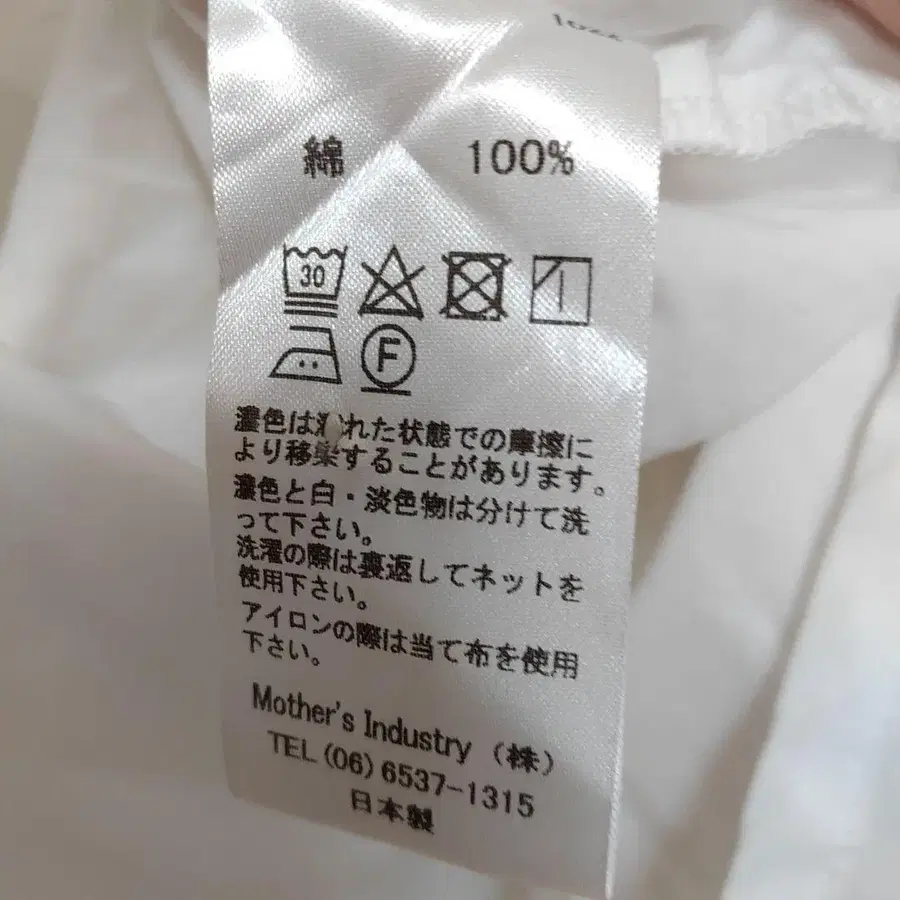 綿 100%
30
F
濃色は濡れた状態での摩擦に
より移染することがあります。
濃色と白・淡色物は分けて洗
って下さい。
洗濯の際は裏返してネットを
使用下さい。
アイロンの際は当て布を使用
下さい。
Mother's Industry (株)
TEL(06)6537-1315
日本製